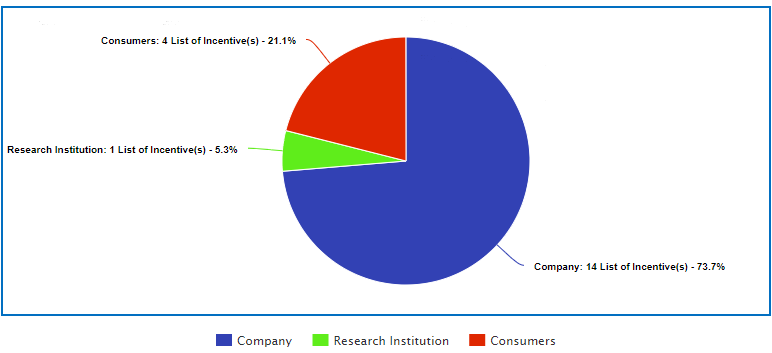 Consumers: 4 List of Incentive(s) - 21.1%
Research Institution: 1 List of Incentive(s) - 5.3%
Company: 14 List of Incentive(s) - 73.7%
Company Research Institution Consumers